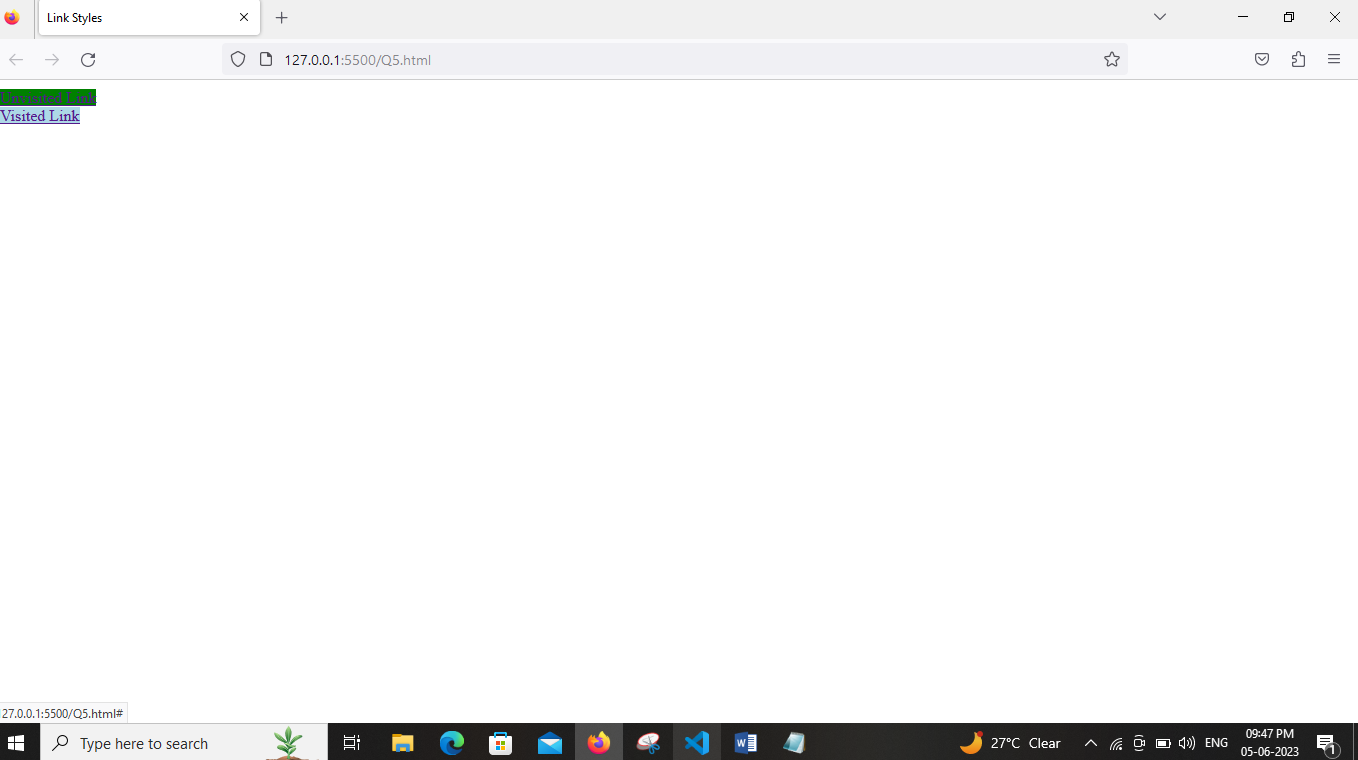 Link Styles
127.0.0.1:5500/Q5.html
Unvisited Link
Visited Link
27.0.0.1:5500/Q5.html#
Type here to search
27°C Clear
ENG
09:47 PM
05-06-2023
1